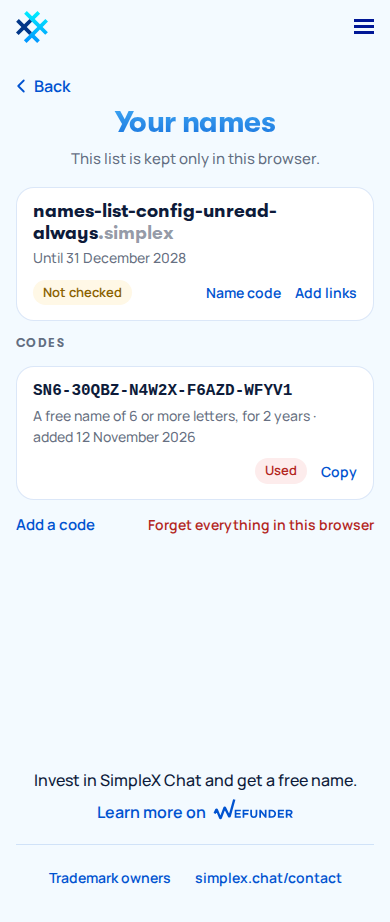 Back
Your names
This list is kept only in this browser.
names-list-config-unread-
always.simplex
Until 31 December 2028
Not checked
Name code
Add links
CODES
SN6-30QBZ-N4W2X-F6AZD-WFYV1
A free name of 6 or more letters, for 2 years ·
added 12 November 2026
Used
Copy
Add a code
Forget everything in this browser
Invest in SimpleX Chat and get a free name.
Learn more on WEFUNDER
Trademark owners
simplex.chat/contact